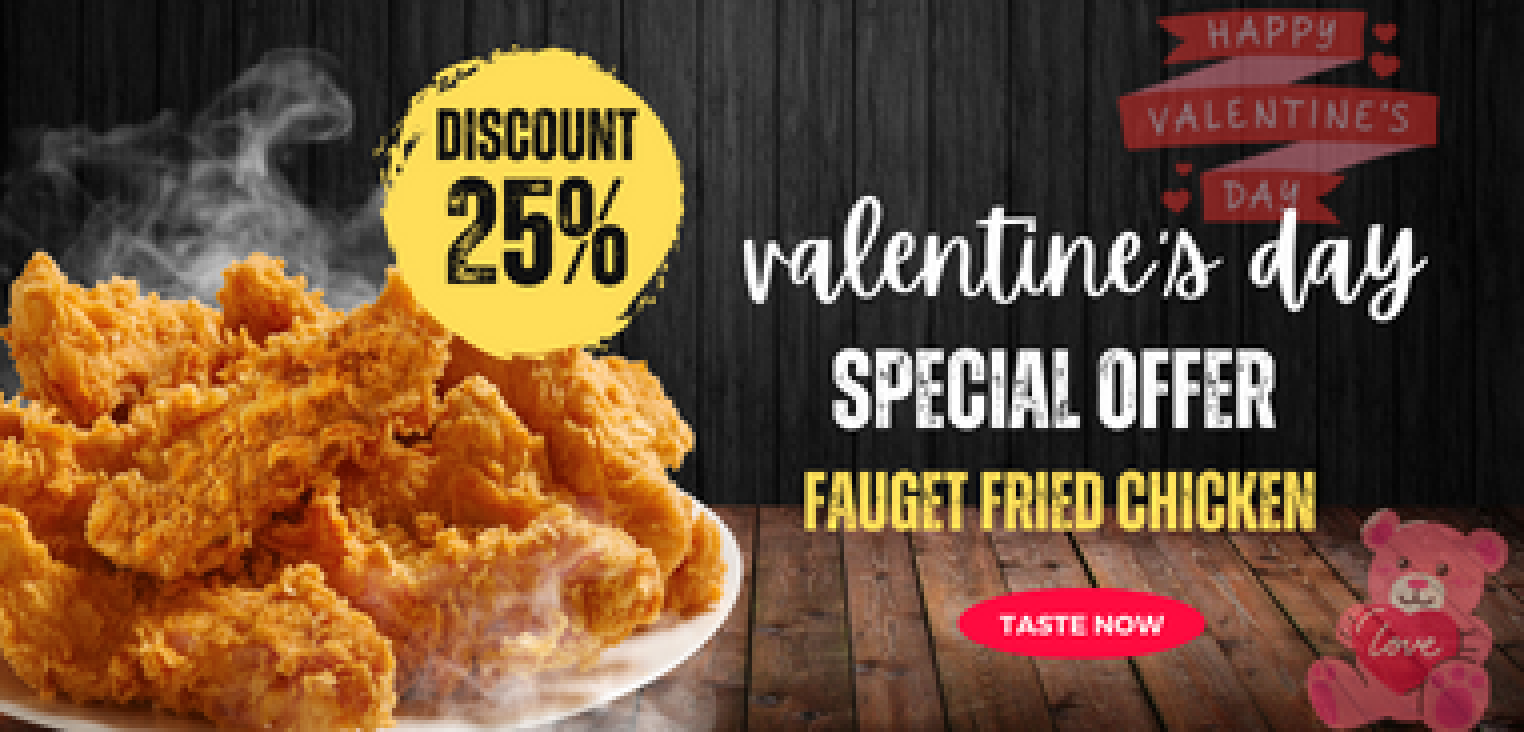 HAPPY
VALENTINE'S
DAY
DISCOUNT
25%
valentine's day
SPECIAL OFFER
FAUGET FRIED CHICKEN
TASTE NOW
Love